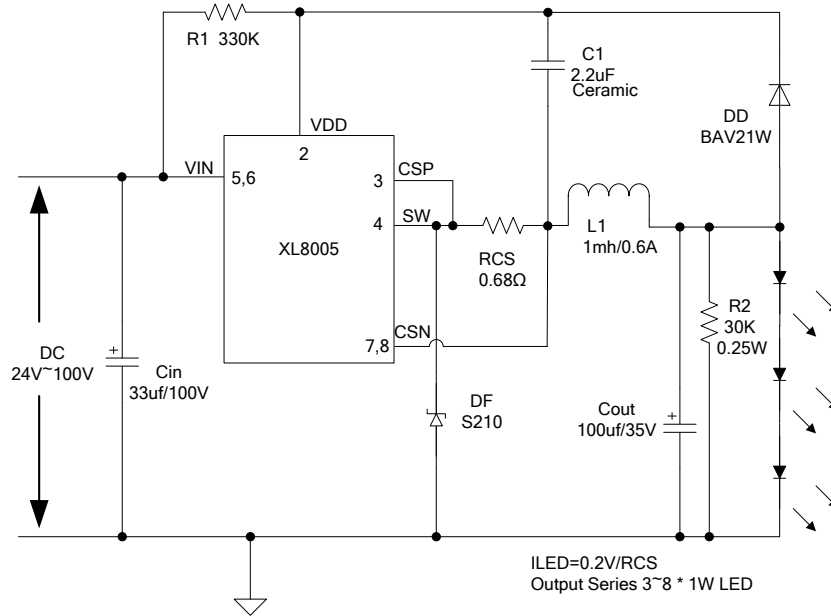 R1 330K
C1
2.2uF
Ceramic
DD
BAV21W
VDD
2
VIN
5,6
3
CSP
4
SW
XL8005
RCS
0.68Ω
L1
1mh/0.6A
7,8
CSN
R2
30K
0.25W
DC
24V~100V
+
Cin
33uf/100V
DF
S210
+
Cout
100uf/35V
ILED=0.2V/RCS
Output Series 3~8 * 1W LED